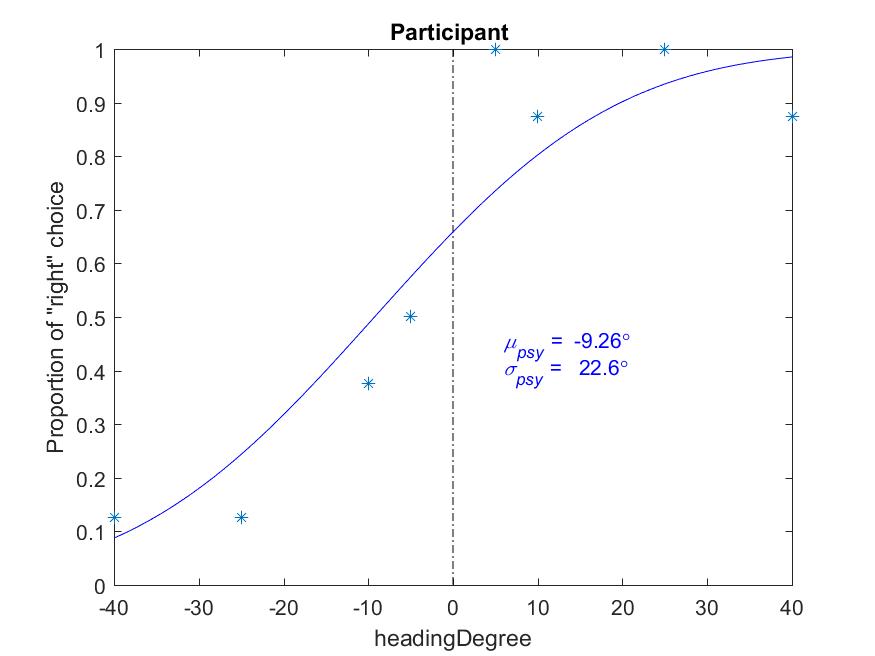 Participant
Proportion of "right" choice
1
0.9
0.8
0.7
0.6
0.5
0.4
0.3
0.2
0.1
0
μpsy = -9.26°
σpsy = 22.6°
-40 -30 -20 -10 0 10 20 30 40
headingDegree